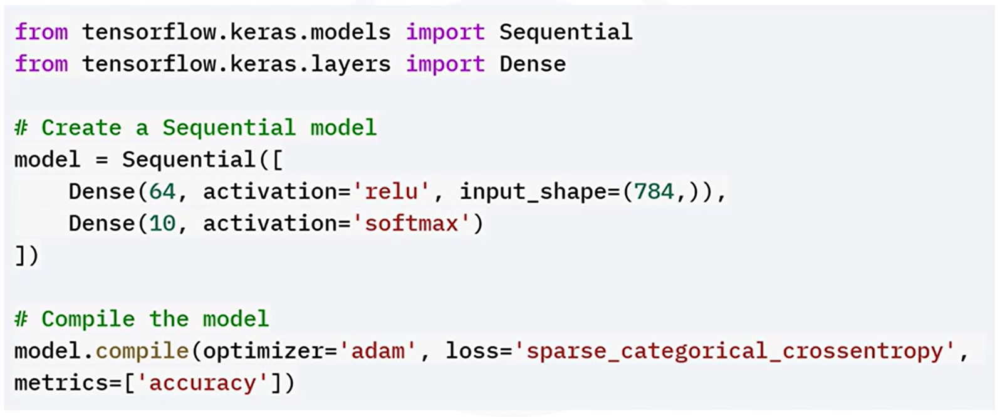 from tensorflow.keras.models import Sequential
from tensorflow.keras.layers import Dense
# Create a Sequential model
model = Sequential([
    Dense(64, activation='relu', input_shape=(784,)),
    Dense(10, activation='softmax')
])
# Compile the model
model.compile(optimizer='adam', loss='sparse_categorical_crossentropy',
metrics=['accuracy'])